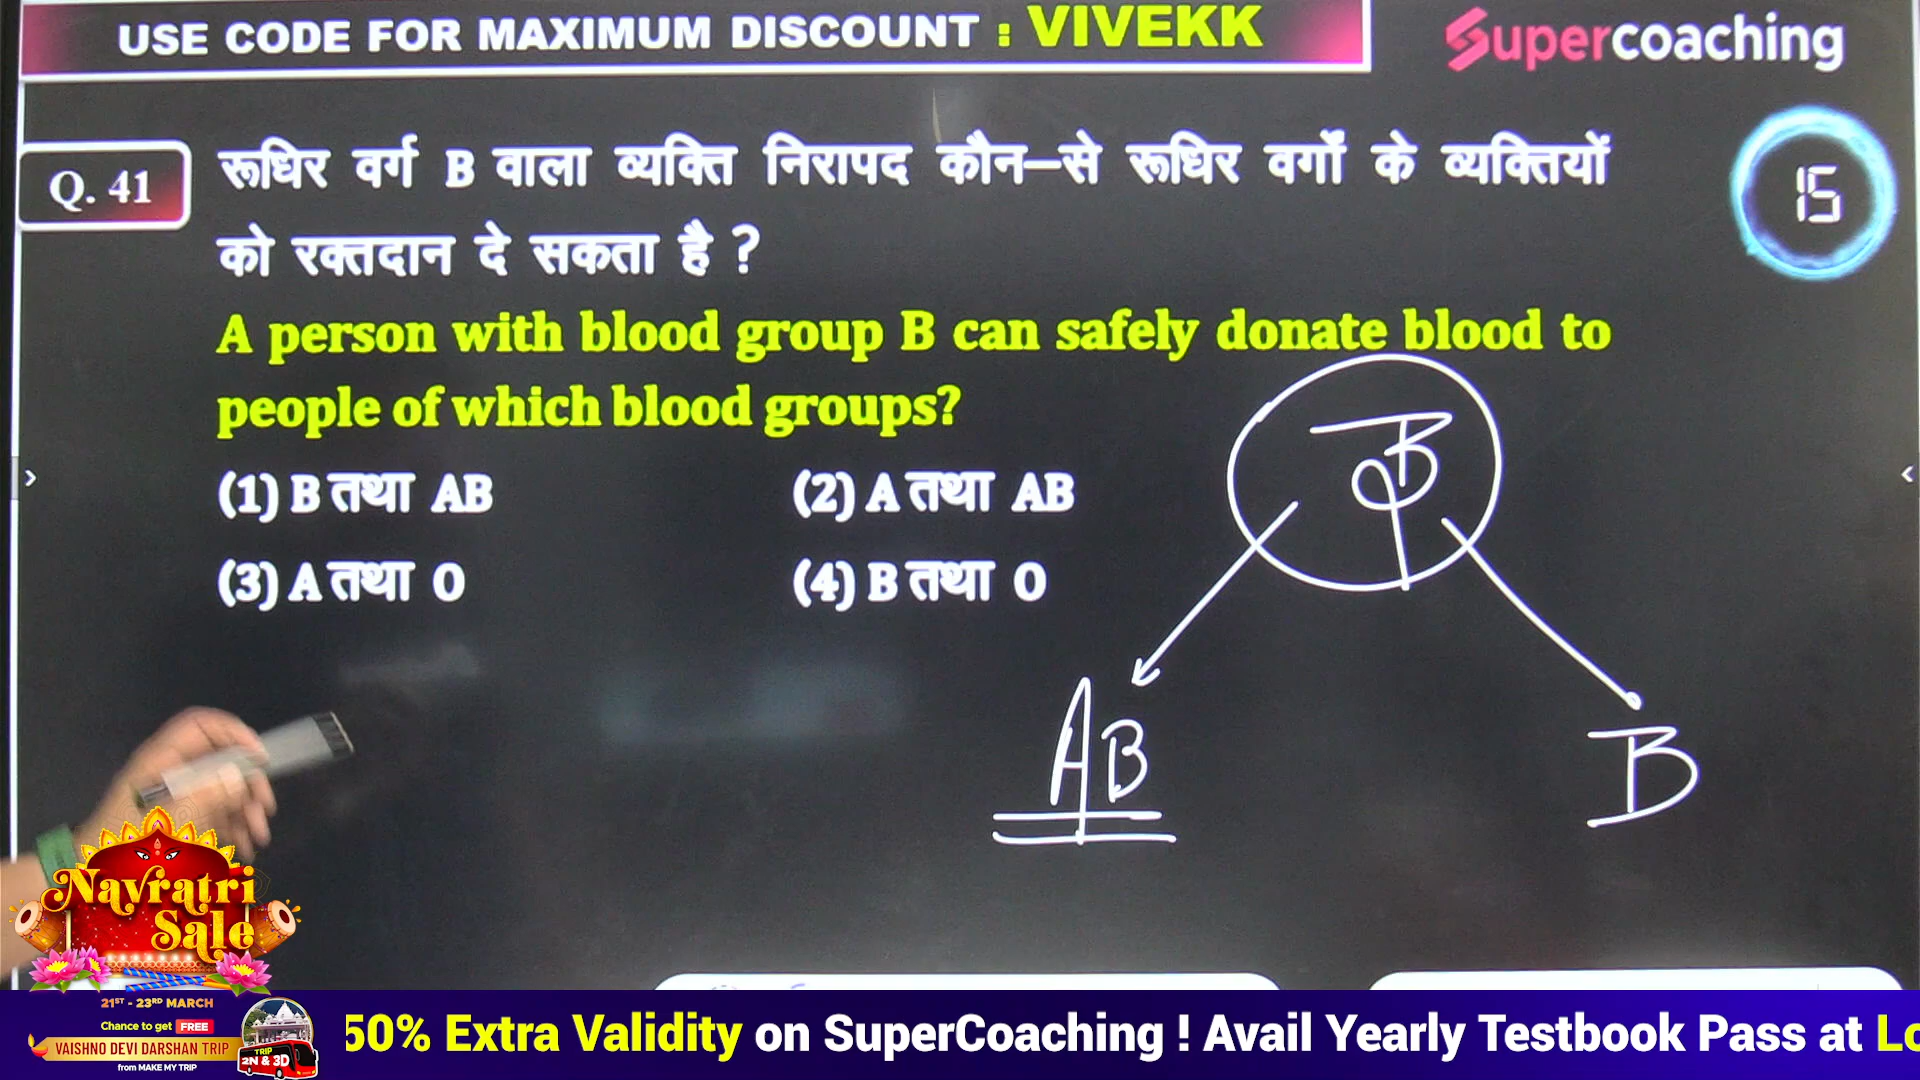 USE CODE FOR MAXIMUM DISCOUNT : VIVEKK
Supercoaching
Q. 41
रूधिर वर्ग B वाला व्यक्ति निरापद कौन–से रूधिर वर्गों के व्यक्तियों
को रक्तदान दे सकता है ?
15
A person with blood group B can safely donate blood to
people of which blood groups?
(1) B तथा AB
(2) A तथा AB
(3) A तथा O
(4) B तथा O
B
AB
B
Navratri
Sale
21ST - 23RD MARCH
Chance to get FREE
VAISHNO DEVI DARSHAN TRIP
from MAKE MY TRIP
TRIP
2N & 3D
50% Extra Validity on SuperCoaching ! Avail Yearly Testbook Pass at Lo